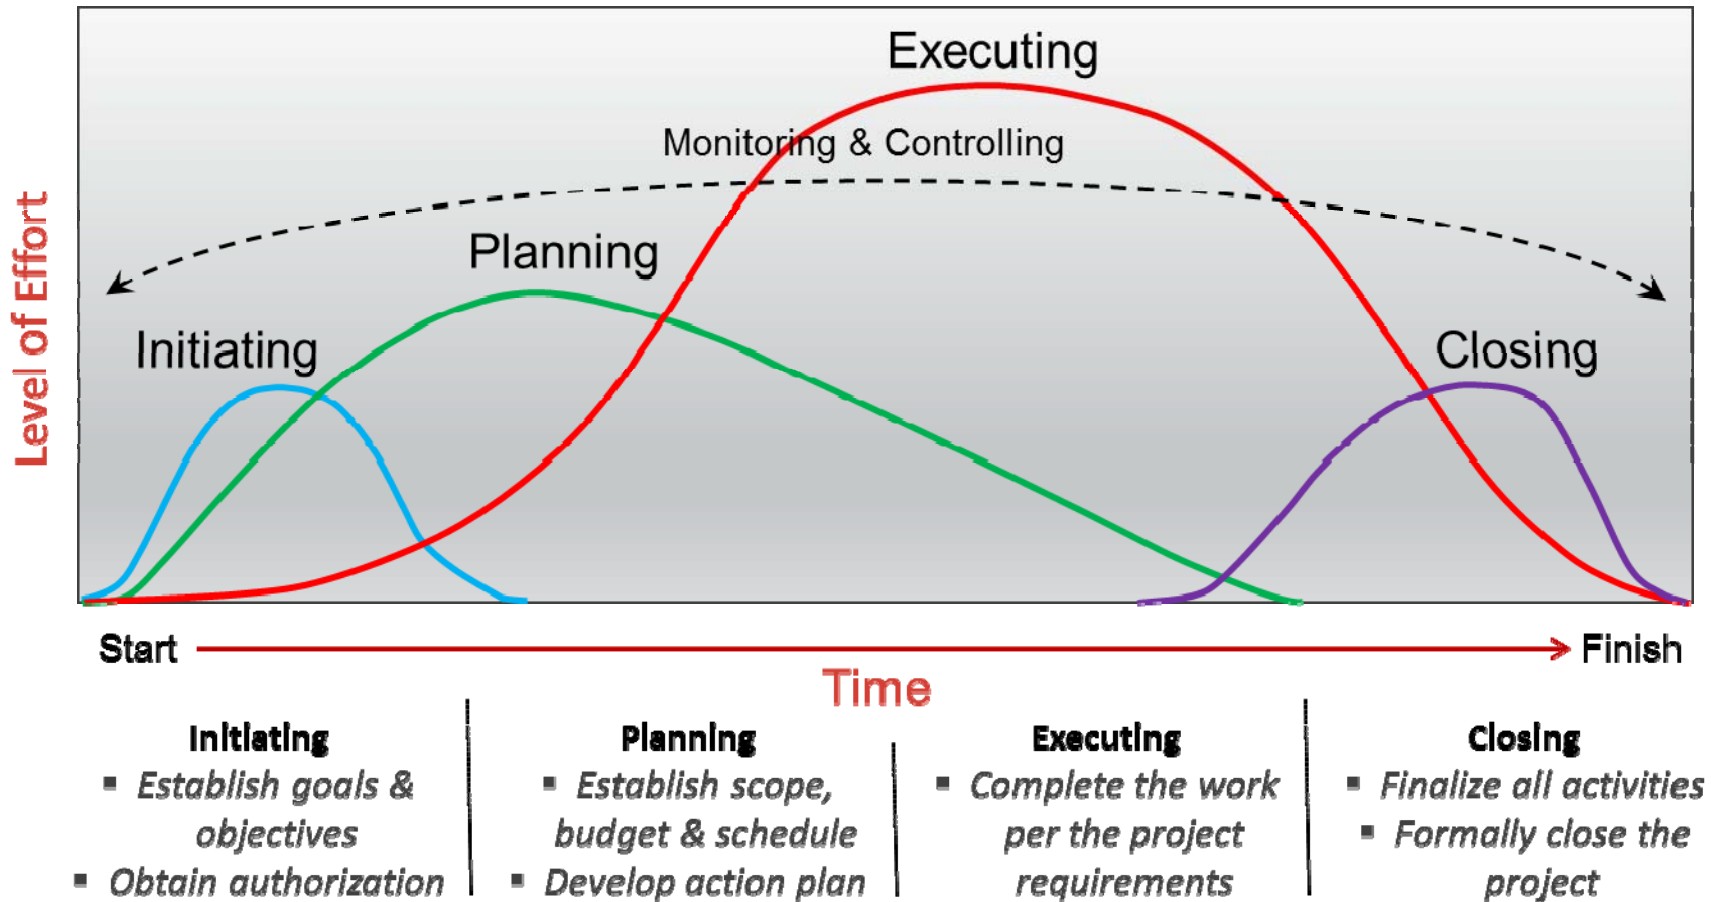 Executing
Monitoring & Controlling
Planning
Initiating
Closing
Level of Effort
Start
Finish
Time
Initiating
▪ Establish goals &
objectives
▪ Obtain authorization
Planning
▪ Establish scope,
budget & schedule
▪ Develop action plan
Executing
▪ Complete the work
per the project
requirements
Closing
▪ Finalize all activities
▪ Formally close the
project